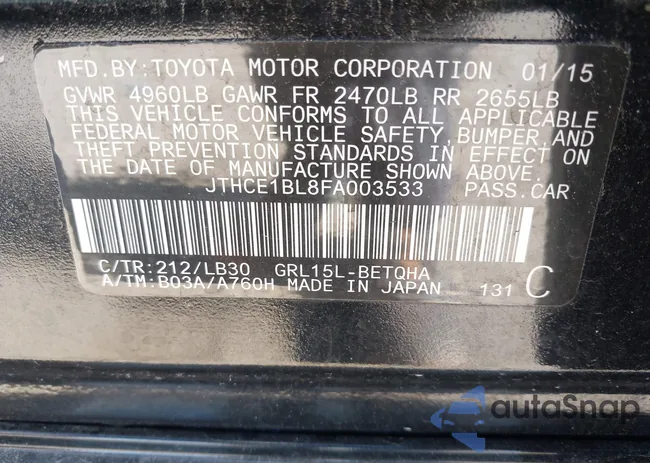 MFD.BY:TOYOTA MOTOR CORPORATION 01/15
GVWR 4960LB GAWR FR 2470LB RR 2655LB
THIS VEHICLE CONFORMS TO ALL APPLICABLE
FEDERAL MOTOR VEHICLE SAFETY,BUMPER,AND
THEFT PREVENTION STANDARDS IN EFFECT ON
THE DATE OF MANUFACTURE SHOWN ABOVE.
JTHCE1BL8FA003533 PASS.CAR
C/TR:212/LB30 GRL15L-BETQHA
A/TM:B03A/A760H MADE IN JAPAN 131 C
autoSnap